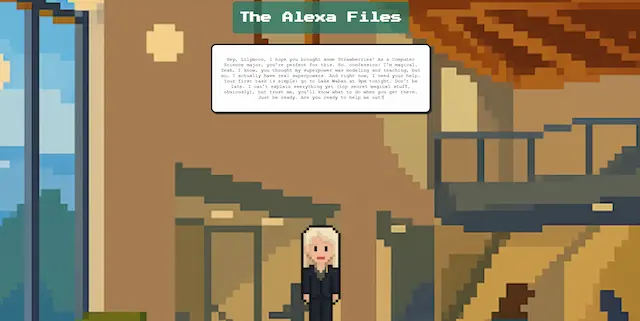 The Alexa Files
Hey, Lilymoon, I hope you brought some Strawberries! As a Computer
Science major, you're perfect for this. So, confession: I'm magical.
Yeah, I know, you thought my superpower was modeling and teaching, but
no, I actually have real superpowers. And right now, I need your help.
Your first task is simple: go to Lake Waban at 9pm tonight. Don't be
late. I can't explain everything yet (top secret magical stuff,
obviously), but trust me, you'll know what to do when you get there.
Just be ready. Are you ready to help me out?